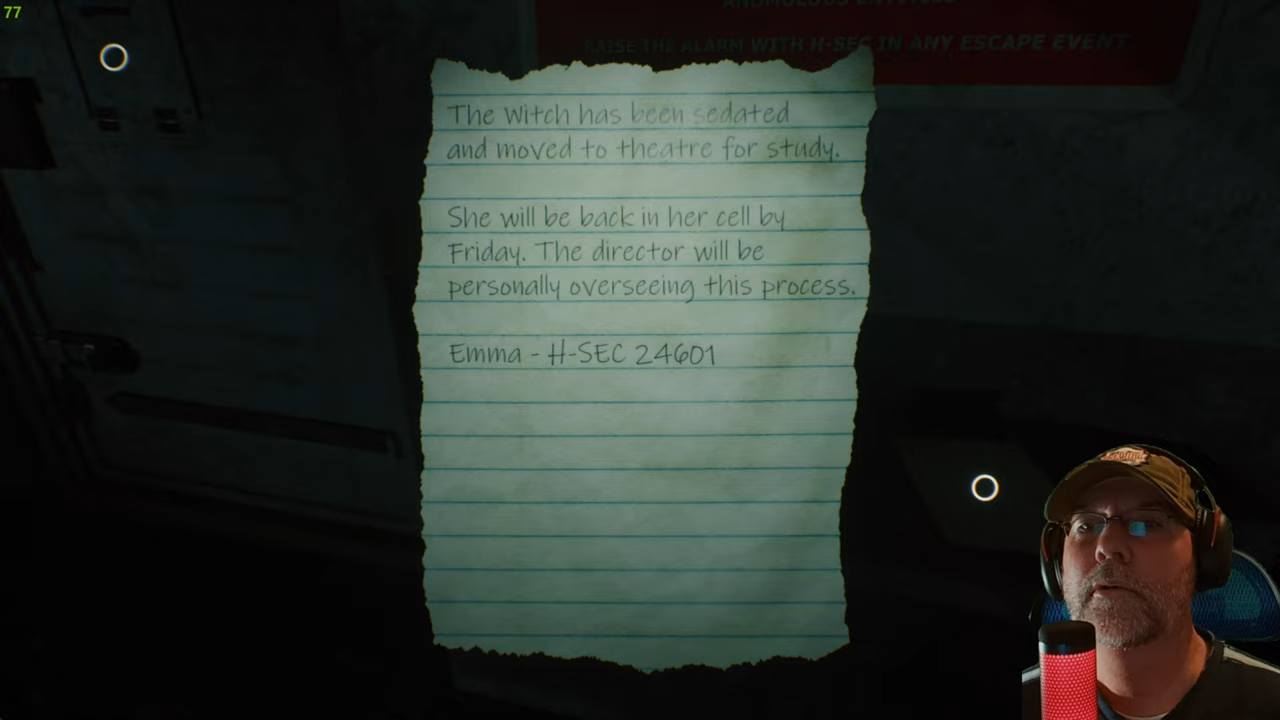 77
RAISE THE ALARM WITH H-SEC IN ANY ESCAPE EVENT
The Witch has been sedated
and moved to theatre for study.
She will be back in her cell by
Friday. The director will be
personally overseeing this process.
Emma - H-SEC 24601